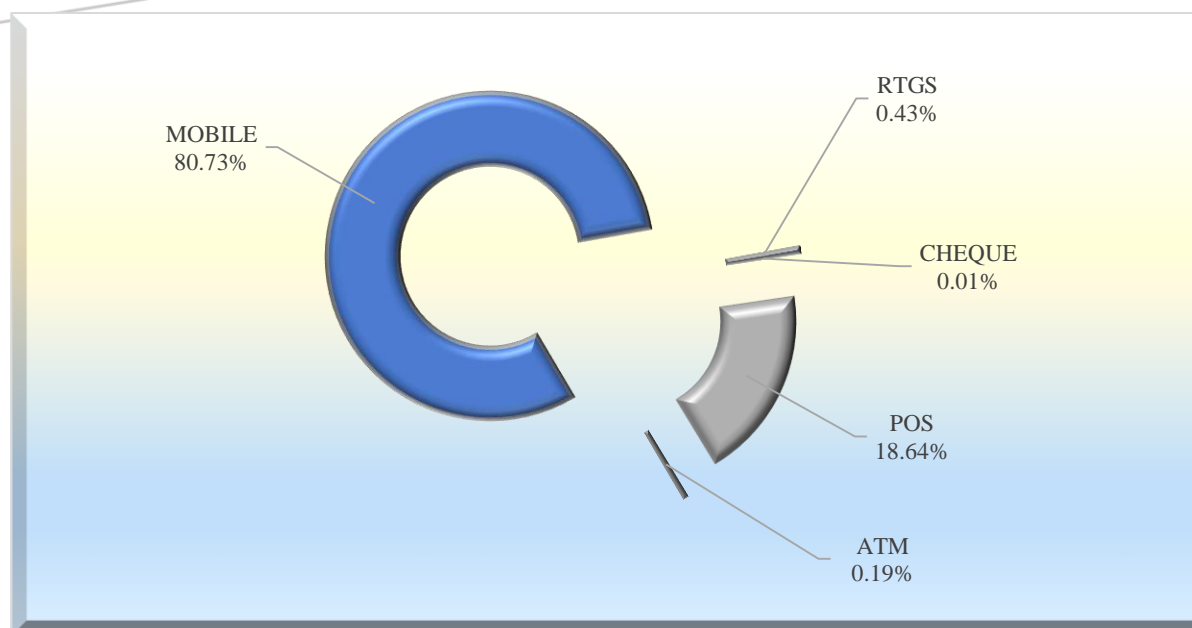 RTGS
0.43%
MOBILE
80.73%
CHEQUE
0.01%
POS
18.64%
ATM
0.19%